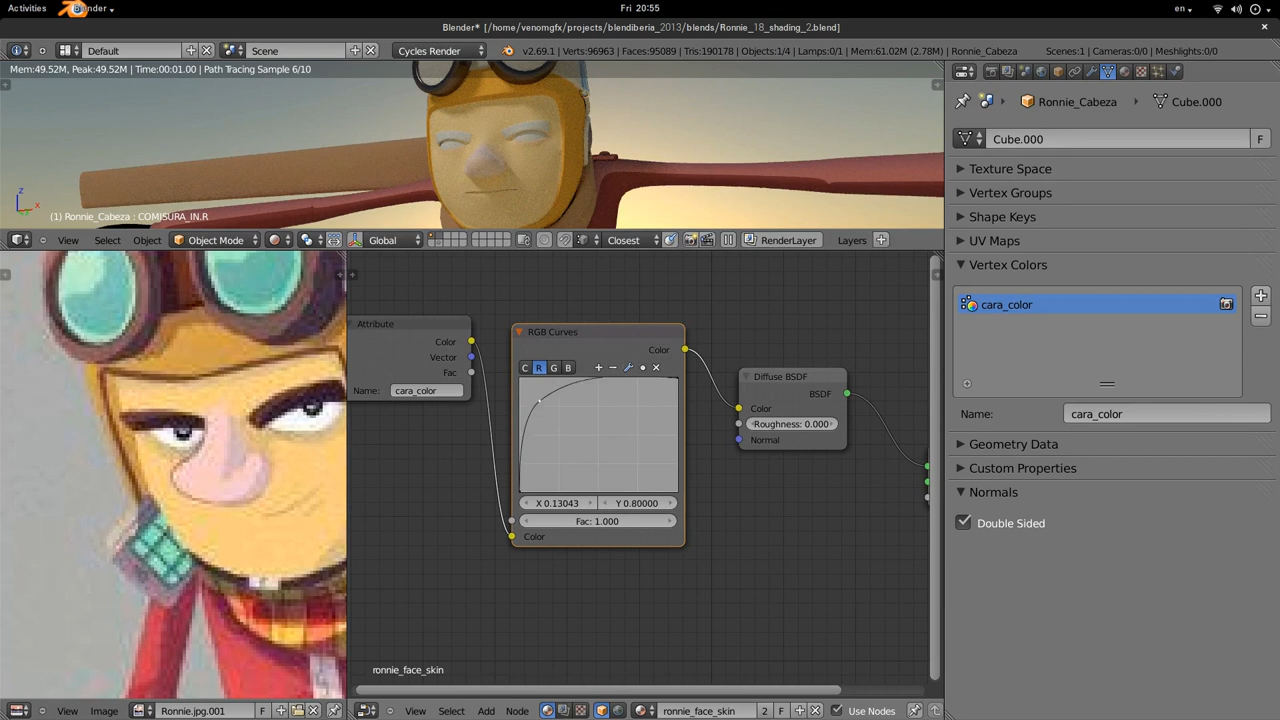 Activities Blender Fri 20:55 en
Blender* [/home/venomgfx/projects/blendiberia_2013/blends/Ronnie_18_shading_2.blend]
Default Scene Cycles Render v2.69.1 | Verts:96963 | Faces:95089 | Tris:190178 | Objects:1/4 | Lamps:0/1 | Mem:61.02M (2.78M) | Ronnie_Cabeza Scenes:1 | Cameras:0/0 | Meshlights:00
Mem:49.52M, Peak:49.52M | Time:00:01.00 | Path Tracing Sample 6/10
z
x
(1) Ronnie_Cabeza : COMISURA_IN.R
View Select Object Object Mode Global Closest RenderLayer Layers
Attribute
Color
Vector
Fac
Name: cara_color
RGB Curves
Color
C R G B
X 0.13043 Y 0.80000
Fac: 1.000
Color
Diffuse BSDF
BSDF
Color
Roughness: 0.000
Normal
ronnie_face_skin
View Image Ronnie.jpg.001 F
View Select Add Node ronnie_face_skin 2 F Use Nodes
Ronnie_Cabeza Cube.000
Cube.000 F
Texture Space
Vertex Groups
Shape Keys
UV Maps
Vertex Colors
cara_color
Name: cara_color
Geometry Data
Custom Properties
Normals
Double Sided